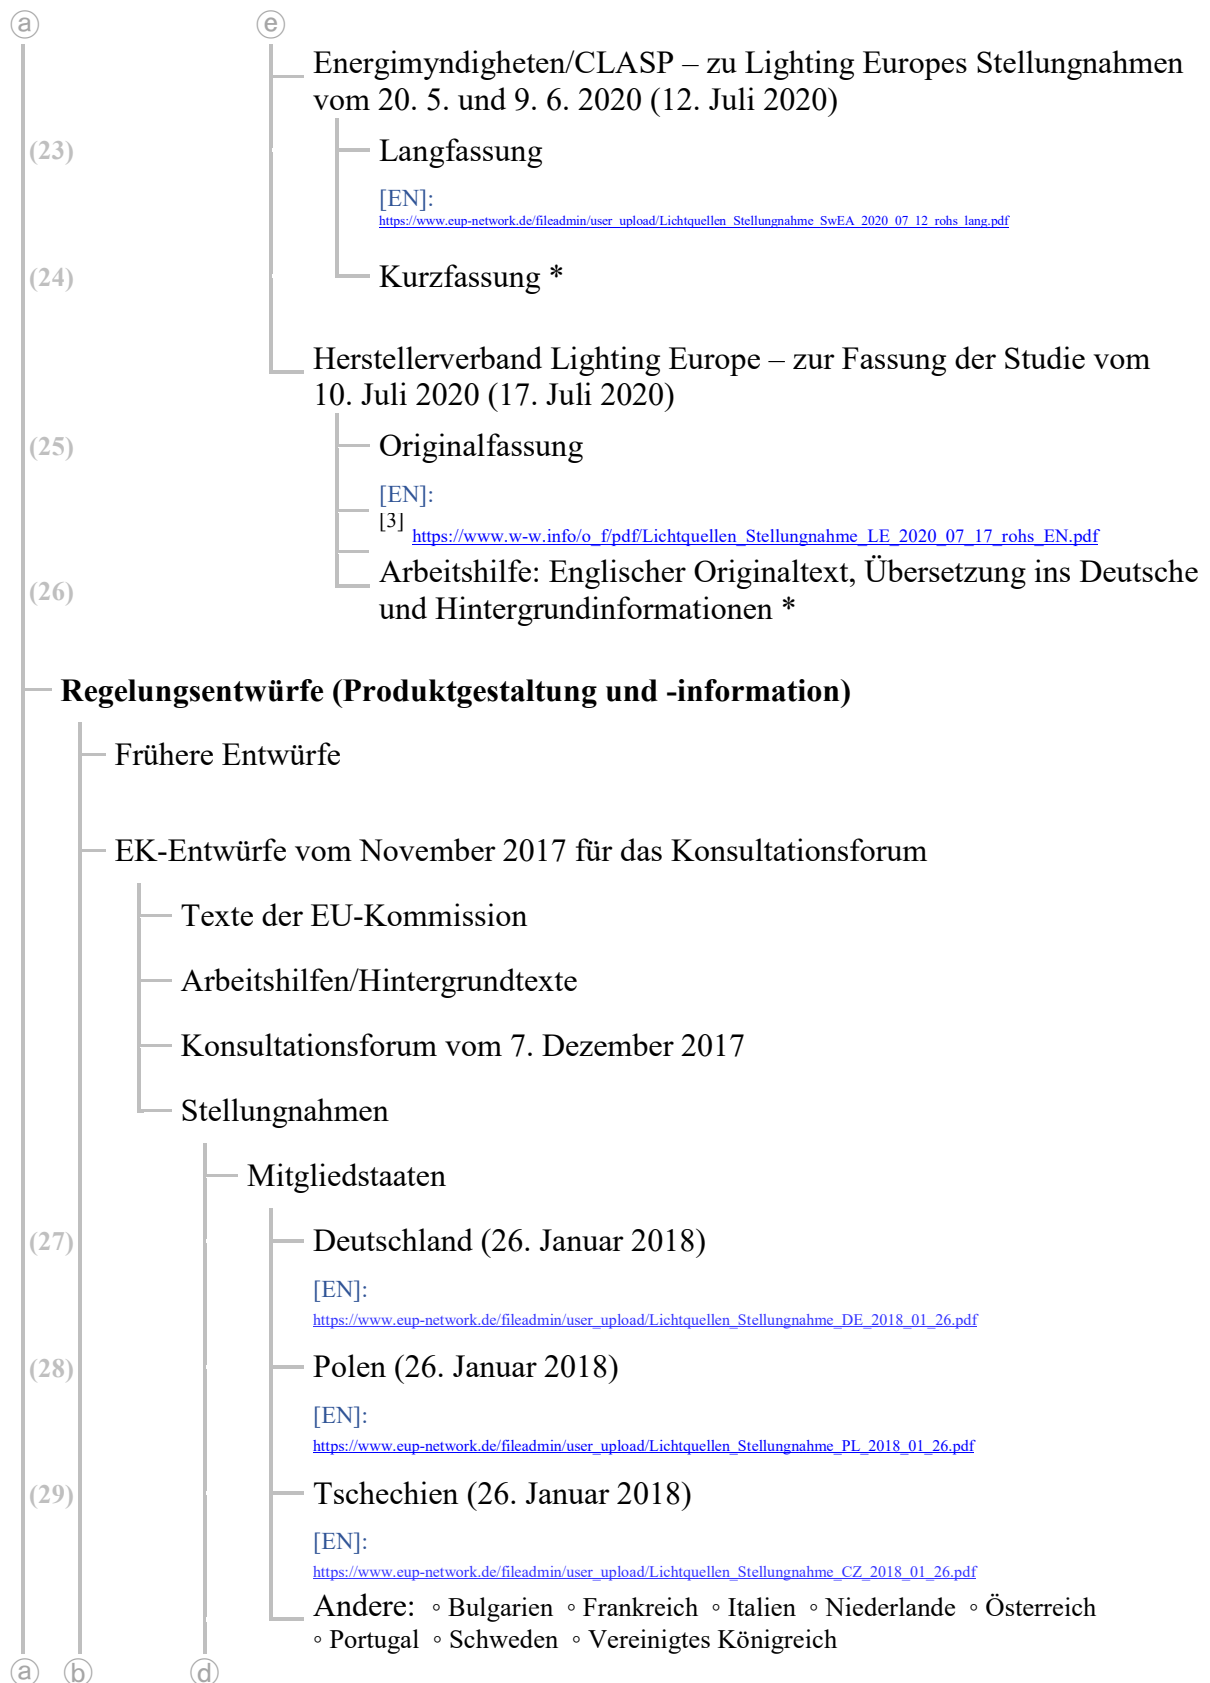 ⓐ ⓔ
Energimyndigheten/CLASP – zu Lighting Europes Stellungnahmen
vom 20. 5. und 9. 6. 2020 (12. Juli 2020)
(23) Langfassung
[EN]:
https://www.eup-network.de/fileadmin/user_upload/Lichtquellen_Stellungnahme_SwEA_2020_07_12_rohs_lang.pdf
(24) Kurzfassung *
Herstellerverband Lighting Europe – zur Fassung der Studie vom
10. Juli 2020 (17. Juli 2020)
(25) Originalfassung
[EN]:
[3] https://www.w-w.info/o_f/pdf/Lichtquellen_Stellungnahme_LE_2020_07_17_rohs_EN.pdf
(26) Arbeitshilfe: Englischer Originaltext, Übersetzung ins Deutsche
und Hintergrundinformationen *
Regelungsentwürfe (Produktgestaltung und -information)
Frühere Entwürfe
EK-Entwürfe vom November 2017 für das Konsultationsforum
Texte der EU-Kommission
Arbeitshilfen/Hintergrundtexte
Konsultationsforum vom 7. Dezember 2017
Stellungnahmen
Mitgliedstaaten
(27) Deutschland (26. Januar 2018)
[EN]:
https://www.eup-network.de/fileadmin/user_upload/Lichtquellen_Stellungnahme_DE_2018_01_26.pdf
(28) Polen (26. Januar 2018)
[EN]:
https://www.eup-network.de/fileadmin/user_upload/Lichtquellen_Stellungnahme_PL_2018_01_26.pdf
(29) Tschechien (26. Januar 2018)
[EN]:
https://www.eup-network.de/fileadmin/user_upload/Lichtquellen_Stellungnahme_CZ_2018_01_26.pdf
Andere: ◦ Bulgarien ◦ Frankreich ◦ Italien ◦ Niederlande ◦ Österreich
◦ Portugal ◦ Schweden ◦ Vereinigtes Königreich
ⓐ ⓑ ⓓ